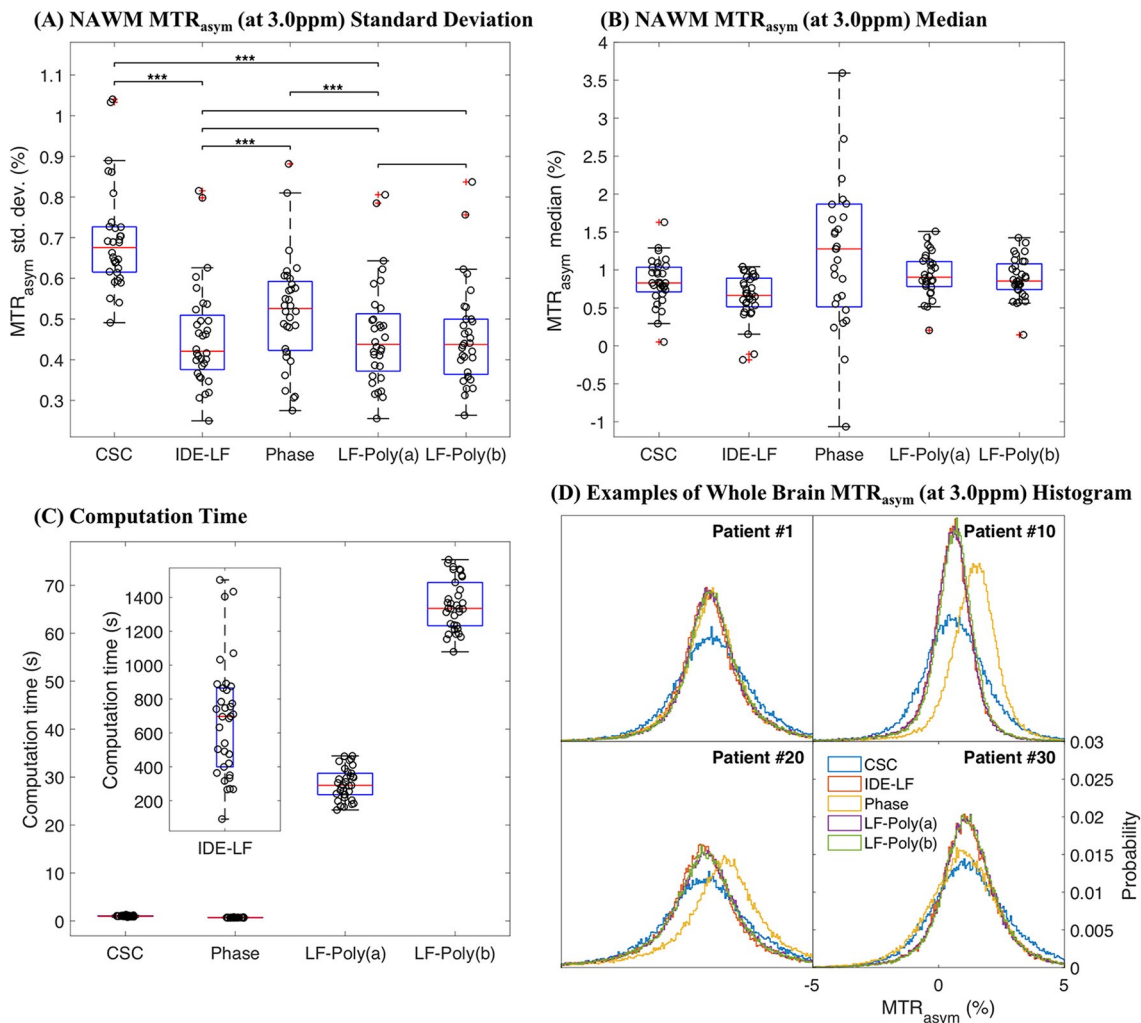 (A) NAWM MTRasym (at 3.0ppm) Standard Deviation
MTRasym std. dev. (%)
1.1
1
0.9
0.8
0.7
0.6
0.5
0.4
0.3
***
***
***
***
CSC
IDE-LF
Phase
LF-Poly(a)
LF-Poly(b)
(B) NAWM MTRasym (at 3.0ppm) Median
MTRasym median (%)
4
3.5
3
2.5
2
1.5
1
0.5
0
-0.5
-1
CSC
IDE-LF
Phase
LF-Poly(a)
LF-Poly(b)
(C) Computation Time
Computation time (s)
70
60
50
40
30
20
10
0
Computation time (s)
1400
1200
1000
800
600
400
200
IDE-LF
CSC
Phase
LF-Poly(a)
LF-Poly(b)
(D) Examples of Whole Brain MTRasym (at 3.0ppm) Histogram
Patient #1
Patient #10
Patient #20
Patient #30
CSC
IDE-LF
Phase
LF-Poly(a)
LF-Poly(b)
0.03
0.025
0.02
0.015
0.01
0.005
0
Probability
-5
0
5
MTRasym (%)